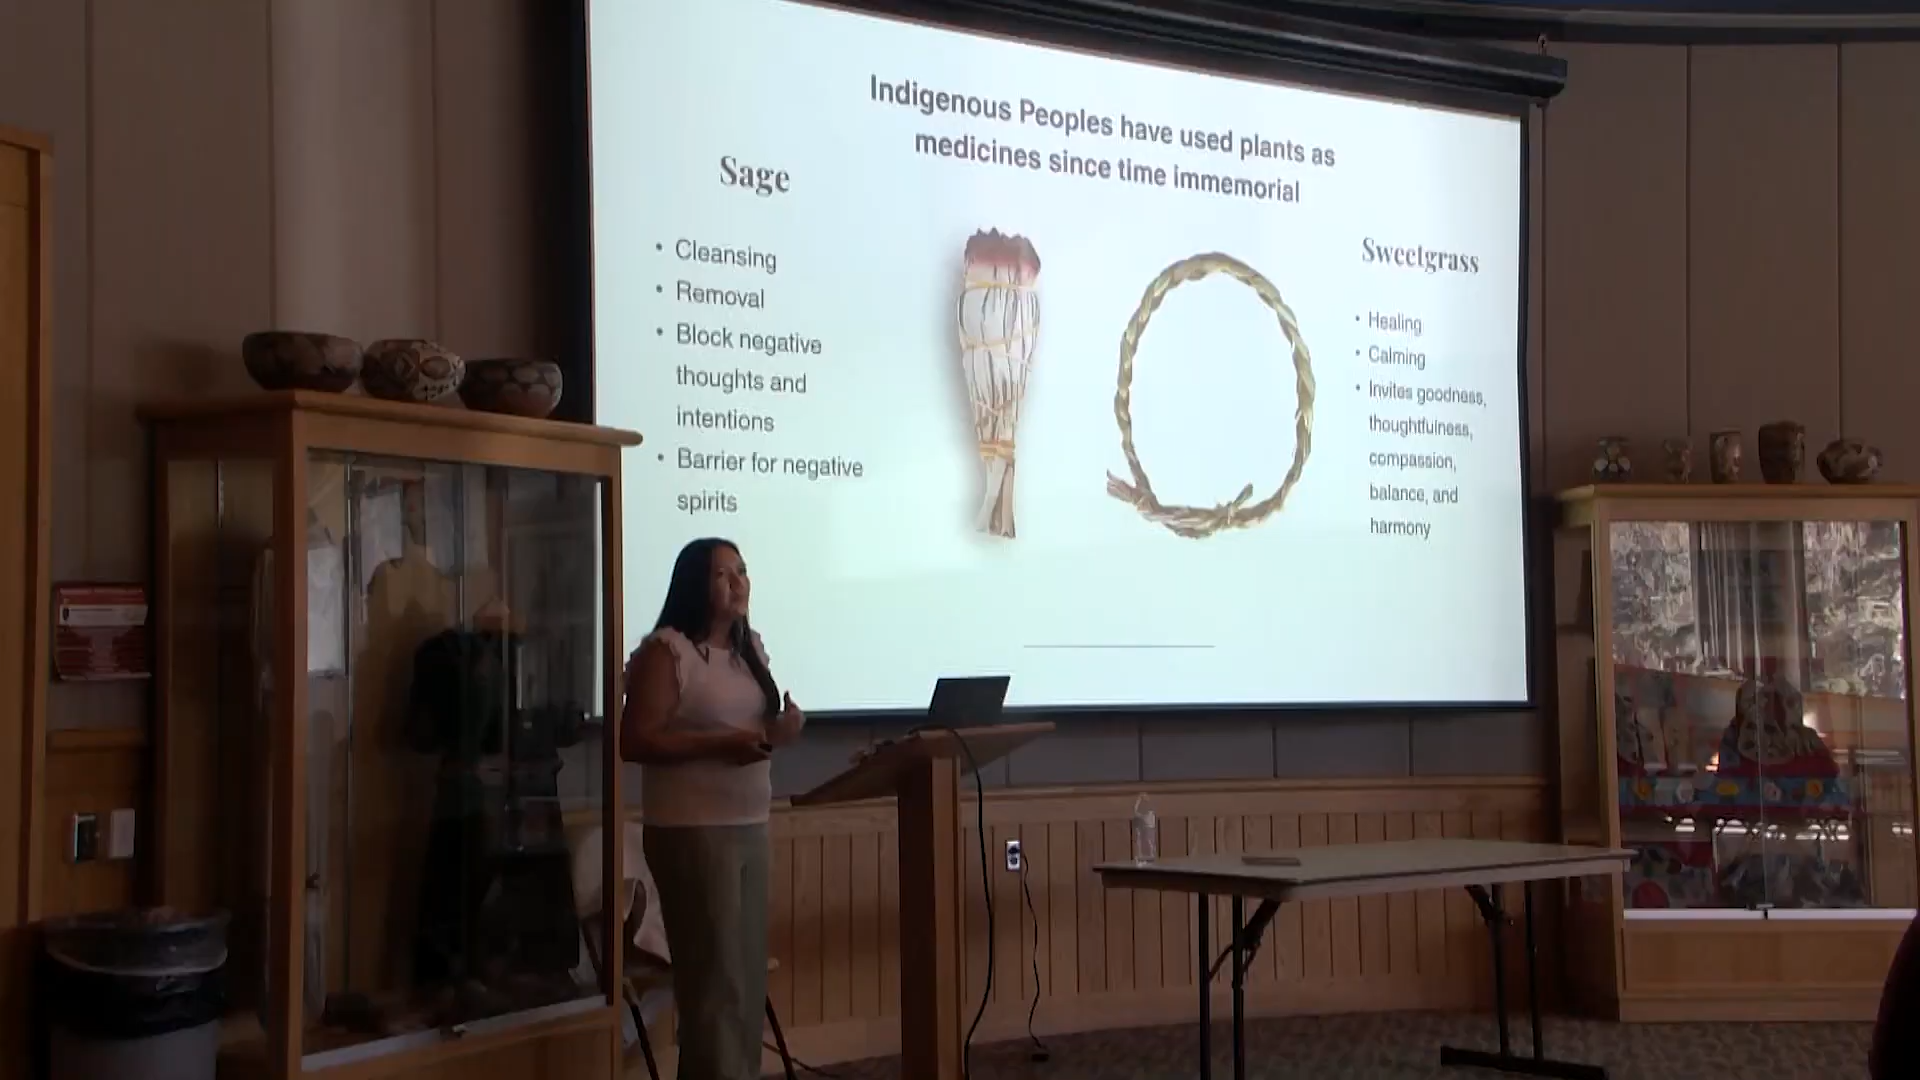 Indigenous Peoples have used plants as
medicines since time immemorial
Sage
• Cleansing
• Removal
• Block negative
thoughts and
intentions
• Barrier for negative
spirits
Sweetgrass
• Healing
• Calming
• Invites goodness,
thoughtfulness,
compassion,
balance, and
harmony